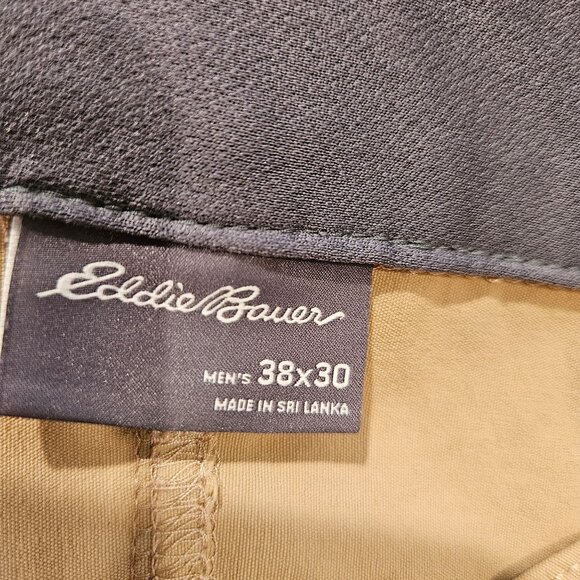 Eddie Bauer
MEN'S 38x30
MADE IN SRI LANKA